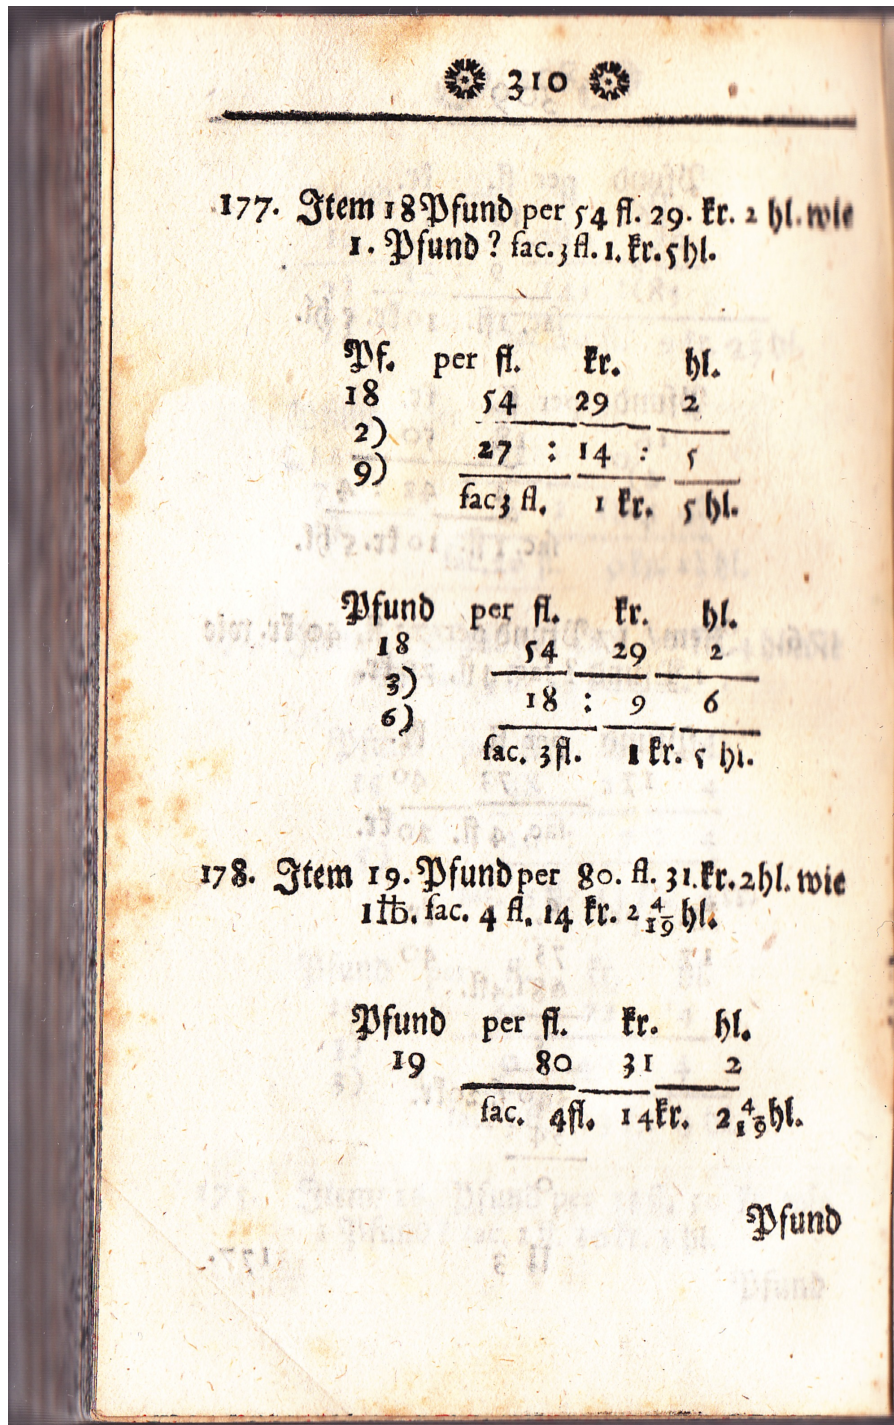 310
177. Item 18 Pfund per 54 fl. 29. kr. 2 hl. wie
1. Pfund? fac. 3 fl. 1. kr. 5 hl.
Pf. per fl. kr. hl.
18 54 29 2
2)
27 : 14 : 5
9)
fac 3 fl. 1 kr. 5 hl.
Pfund per fl. kr. hl.
18 54 29 2
3)
18 : 9 6
6)
fac. 3 fl. 1 kr. 5 hl.
178. Item 19. Pfund per 80. fl. 31. kr. 2 hl. wie
1 ℔. fac. 4 fl. 14 kr. 2 4/19 hl.
Pfund per fl. kr. hl.
19 80 31 2
fac. 4 fl. 14 kr. 2 4/19 hl.
Pfund